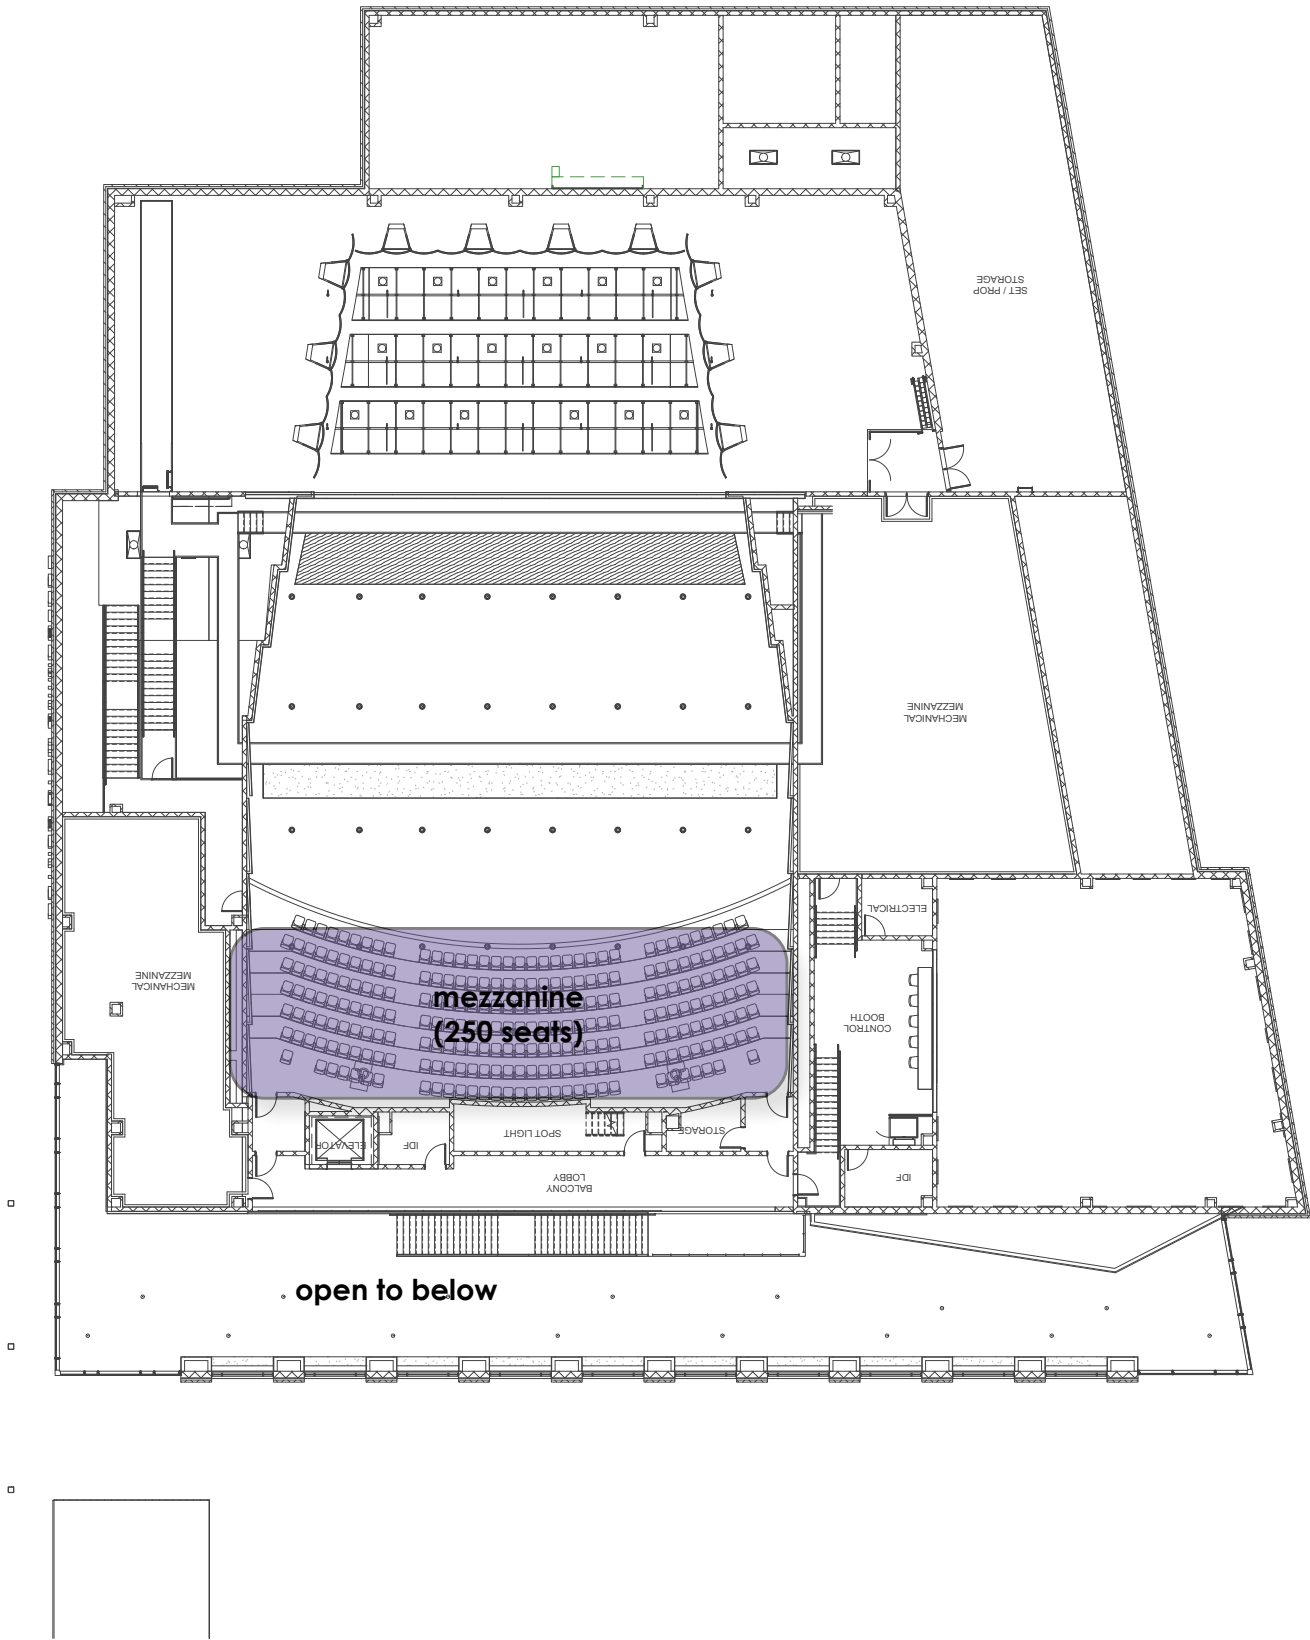 SET / PROP
STORAGE
MECHANICAL
MEZZANINE
ELECTRICAL
MECHANICAL
MEZZANINE
mezzanine
(250 seats)
CONTROL
BOOTH
ELEVATOR
IDF
SPOT LIGHT
STORAGE
BALCONY
LOBBY
IDF
open to below